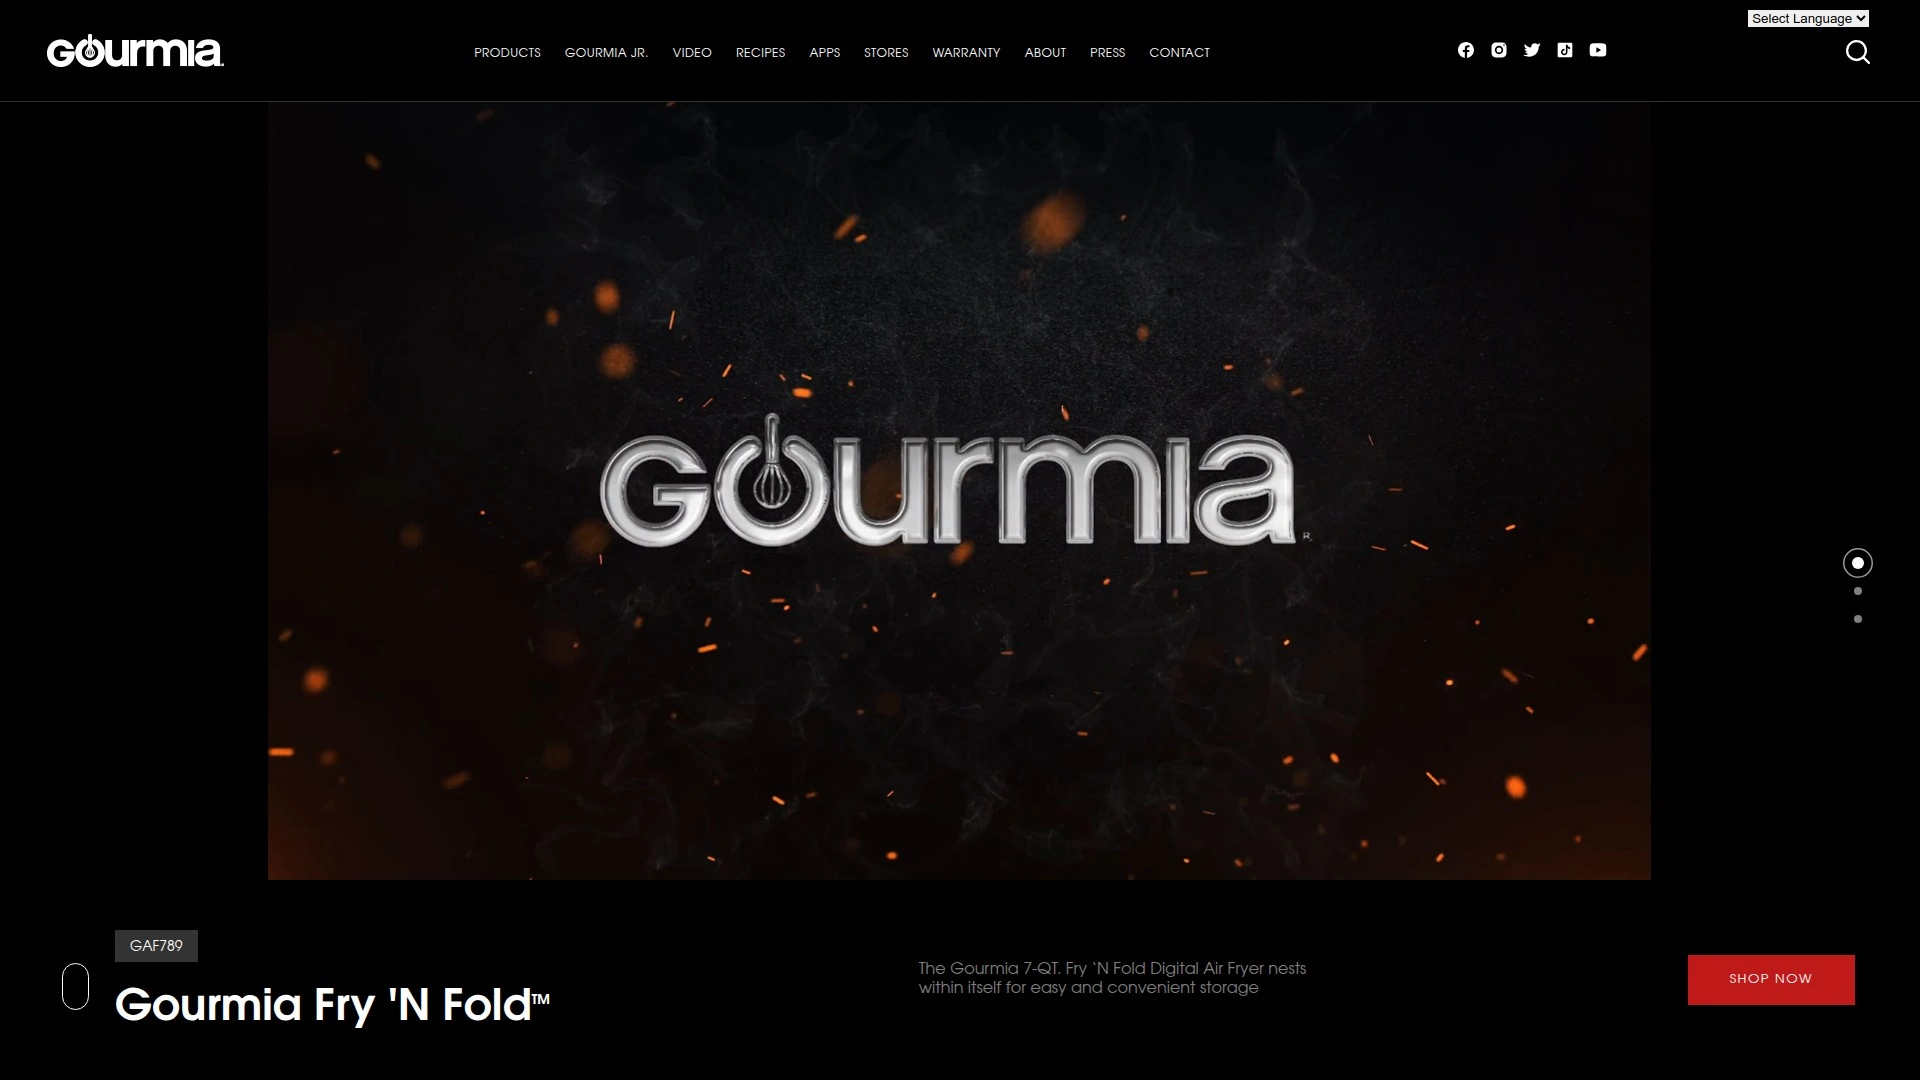 Select Language
Gourmia
PRODUCTS GOURMIA JR. VIDEO RECIPES APPS STORES WARRANTY ABOUT PRESS CONTACT
Gourmia®
GAF789
Gourmia Fry 'N Fold™
The Gourmia 7-QT. Fry `N Fold Digital Air Fryer nests
within itself for easy and convenient storage
SHOP NOW